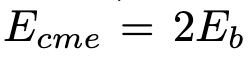 E_{cme} = 2E_b